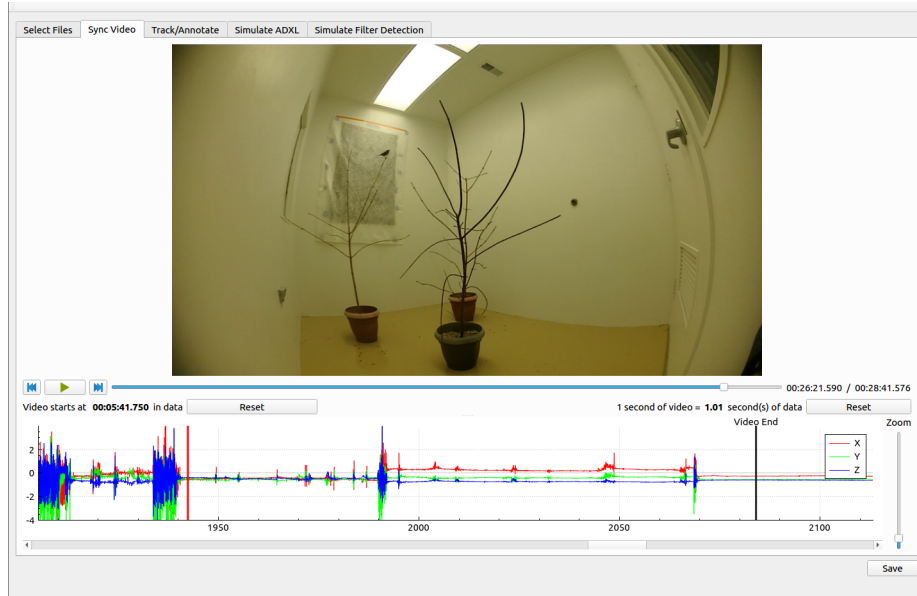 Select Files Sync Video Track/Annotate Simulate ADXL Simulate Filter Detection
00:26:21.590 / 00:28:41.576
Video starts at 00:05:41.750 in data Reset 1 second of video = 1.01 second(s) of data Reset
Video End Zoom
X
Y
Z
2
0
-2
-4
1950 2000 2050 2100
Save